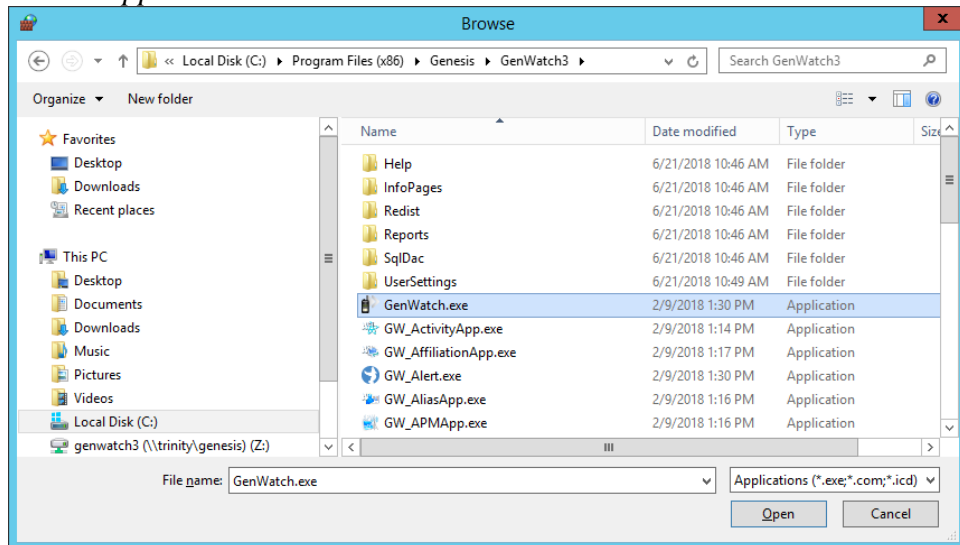 Browse
x
« Local Disk (C:) ▸ Program Files (x86) ▸ Genesis ▸ GenWatch3 ▸
Search GenWatch3
Organize ▾ New folder
Favorites
Desktop
Downloads
Recent places
This PC
Desktop
Documents
Downloads
Music
Pictures
Videos
Local Disk (C:)
genwatch3 (\\trinity\genesis) (Z:)
Name Date modified Type Size
Help 6/21/2018 10:46 AM File folder
InfoPages 6/21/2018 10:46 AM File folder
Redist 6/21/2018 10:46 AM File folder
Reports 6/21/2018 10:46 AM File folder
SqlDac 6/21/2018 10:46 AM File folder
UserSettings 6/21/2018 10:49 AM File folder
GenWatch.exe 2/9/2018 1:30 PM Application
GW_ActivityApp.exe 2/9/2018 1:14 PM Application
GW_AffiliationApp.exe 2/9/2018 1:17 PM Application
GW_Alert.exe 2/9/2018 1:30 PM Application
GW_AliasApp.exe 2/9/2018 1:16 PM Application
GW_APMApp.exe 2/9/2018 1:16 PM Application
File name: GenWatch.exe Applications (*.exe;*.com;*.icd)
Open Cancel